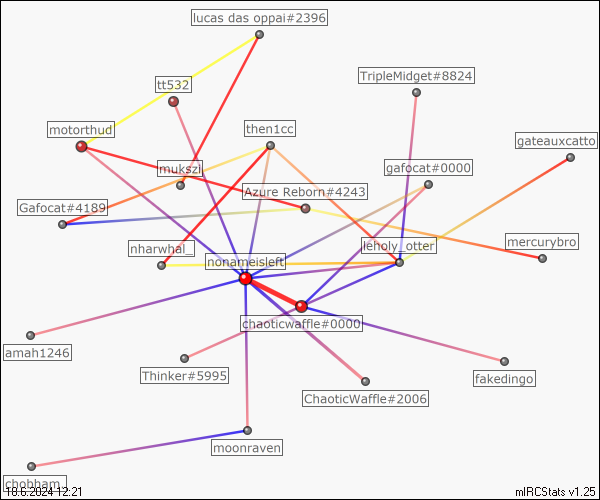 lucas das oppai#2396
TripleMidget#8824
tt532
motorthud
then1cc
gateauxcatto
mukszi
gafocat#0000
Azure Reborn#4243
Gafocat#4189
leholy_otter
mercurybro
nharwhal_
nonameisleft
chaoticwaffle#0000
amah1246
Thinker#5995
fakedingo
ChaoticWaffle#2006
moonraven
chobham_
10.6.2024 12.21
mIRCStats v1.25